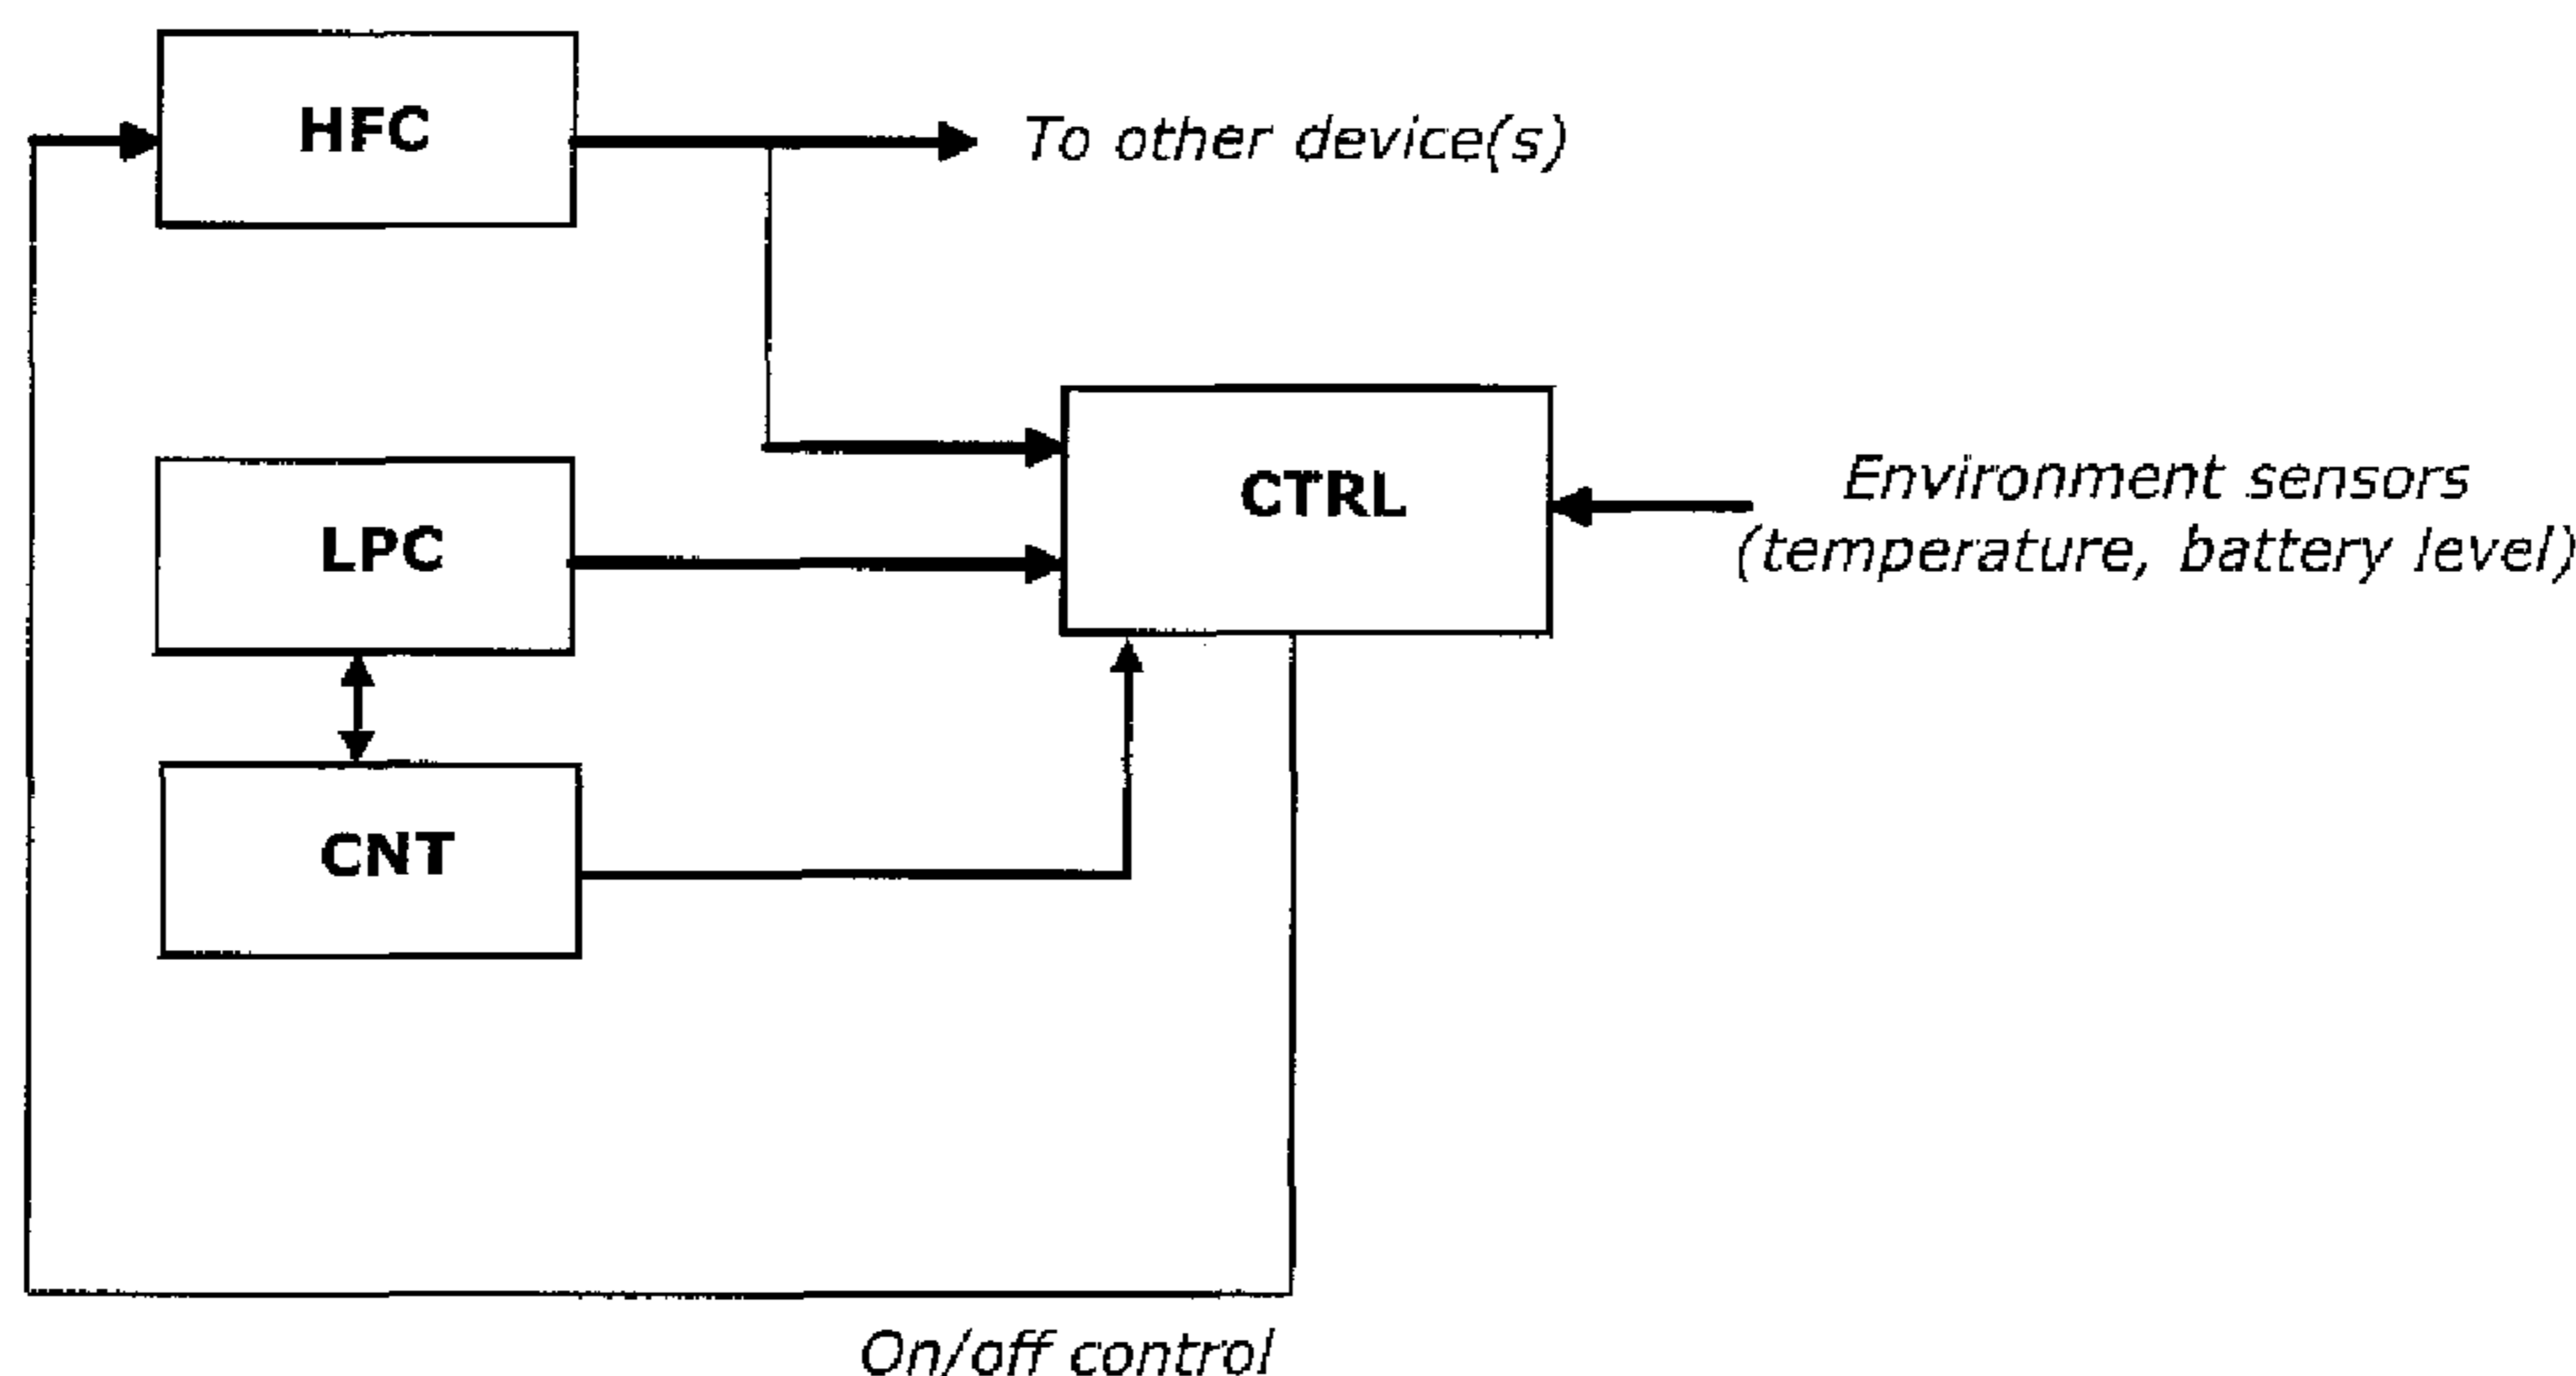 HFC
To other device(s)
LPC
CTRL
Environment sensors
(temperature, battery level)
CNT
On/off control